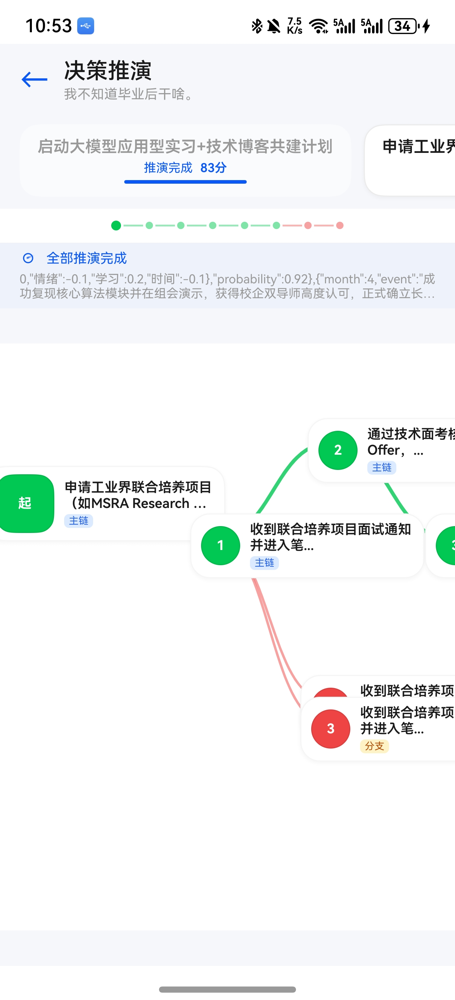 10:53
7.5 K/s
5A
5A
34
决策推演
我不知道毕业后干啥。
启动大模型应用型实习+技术博客共建计划
推演完成 83分
申请工业界
全部推演完成
0,"情绪":-0.1,"学习":0.2,"时间":-0.1},"probability":0.92},{"month":4,"event":"成
功复现核心算法模块并在组会演示，获得校企双导师高度认可，正式确立长...
2
通过技术面考核
Offer，...
主链
起
申请工业界联合培养项目
（如MSRA Research ...
主链
1
收到联合培养项目面试通知
并进入笔...
主链
3
收到联合培养项
3
收到联合培养项
并进入笔...
分支